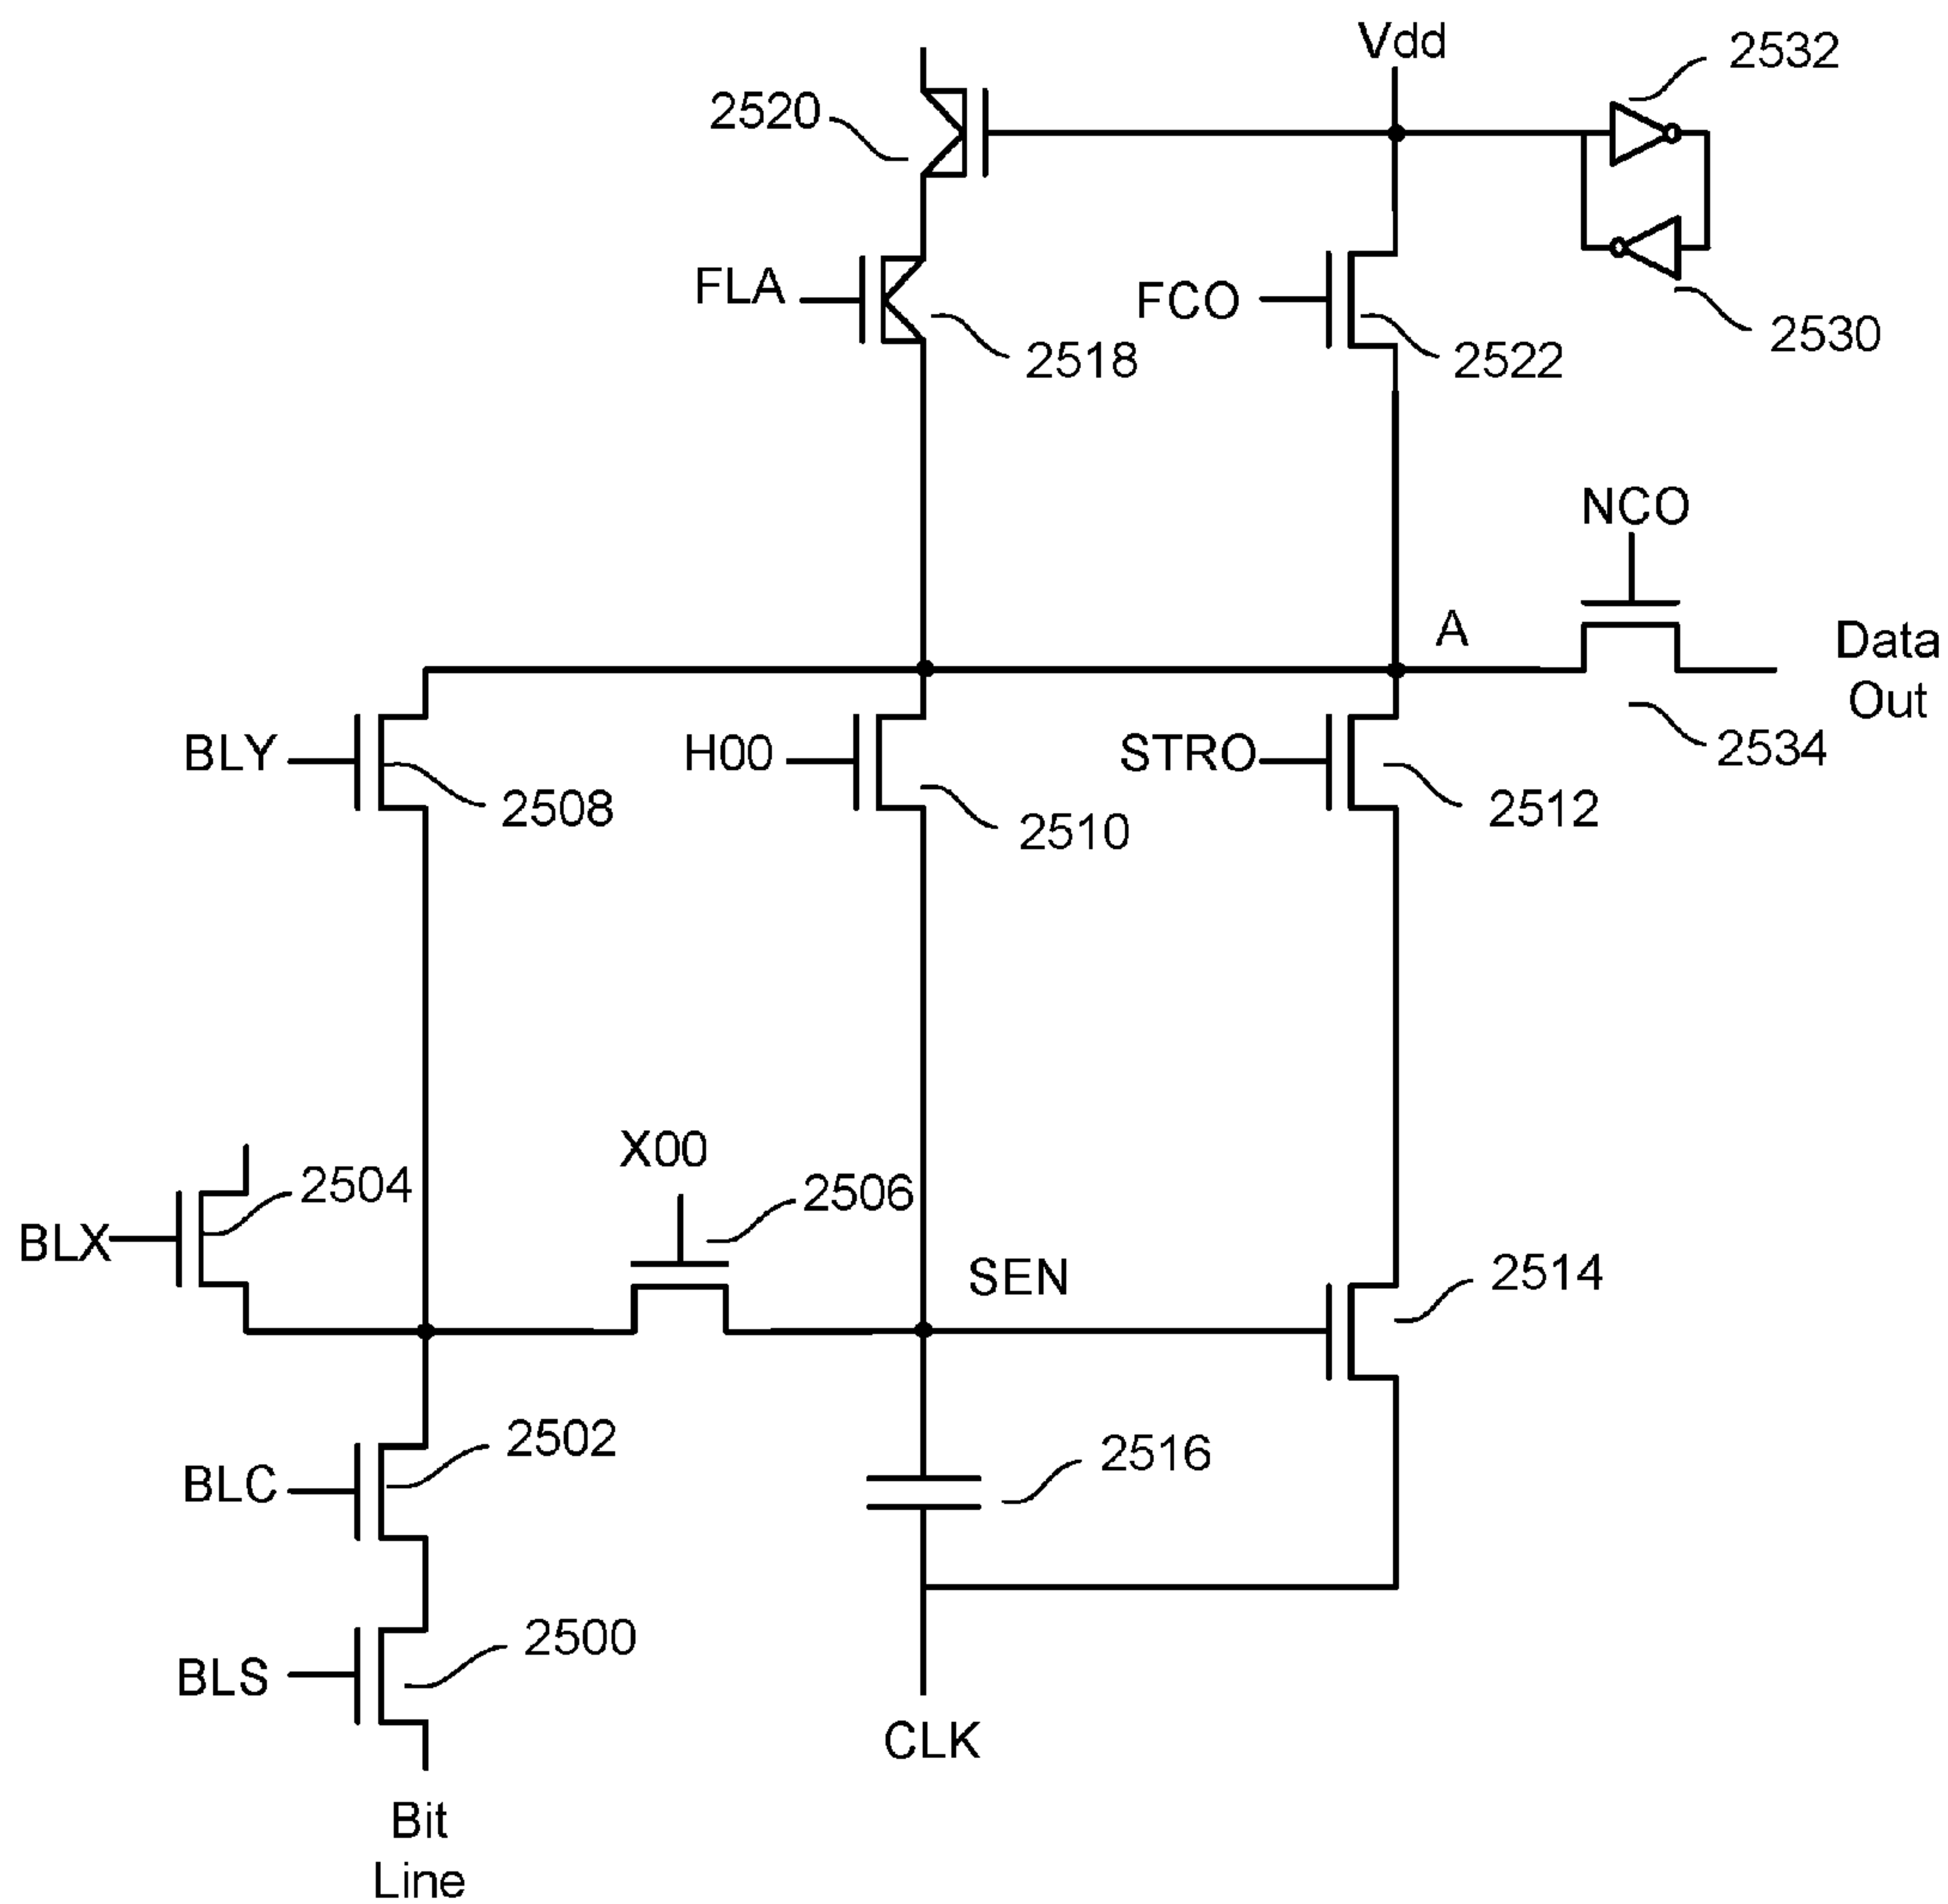 Vdd
2532
2520
FLA
FCO
2530
2518
2522
NCO
A
Data
Out
BLY
H00
STRO
2534
2508
2510
2512
X00
2504
2506
BLX
SEN
2514
2502
2516
BLC
2500
BLS
CLK
Bit
Line